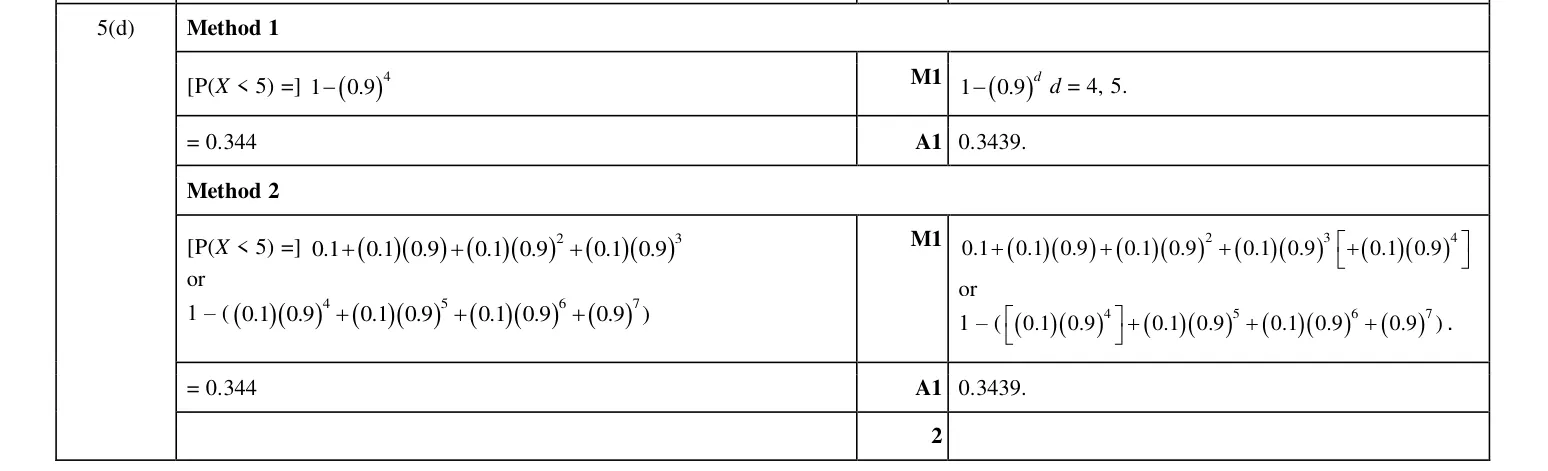 5(d) Method 1
[P(X < 5) =] 1−(0.9)⁴ M1 1−(0.9)ᵈ d = 4, 5.
= 0.344 A1 0.3439.
Method 2
[P(X < 5) =] 0.1+(0.1)(0.9)+(0.1)(0.9)²+(0.1)(0.9)³ M1 0.1+(0.1)(0.9)+(0.1)(0.9)²+(0.1)(0.9)³[+(0.1)(0.9)⁴]
or or
1 – ((0.1)(0.9)⁴+(0.1)(0.9)⁵+(0.1)(0.9)⁶+(0.9)⁷) 1 – ([(0.1)(0.9)⁴]+(0.1)(0.9)⁵+(0.1)(0.9)⁶+(0.9)⁷).
= 0.344 A1 0.3439.
2